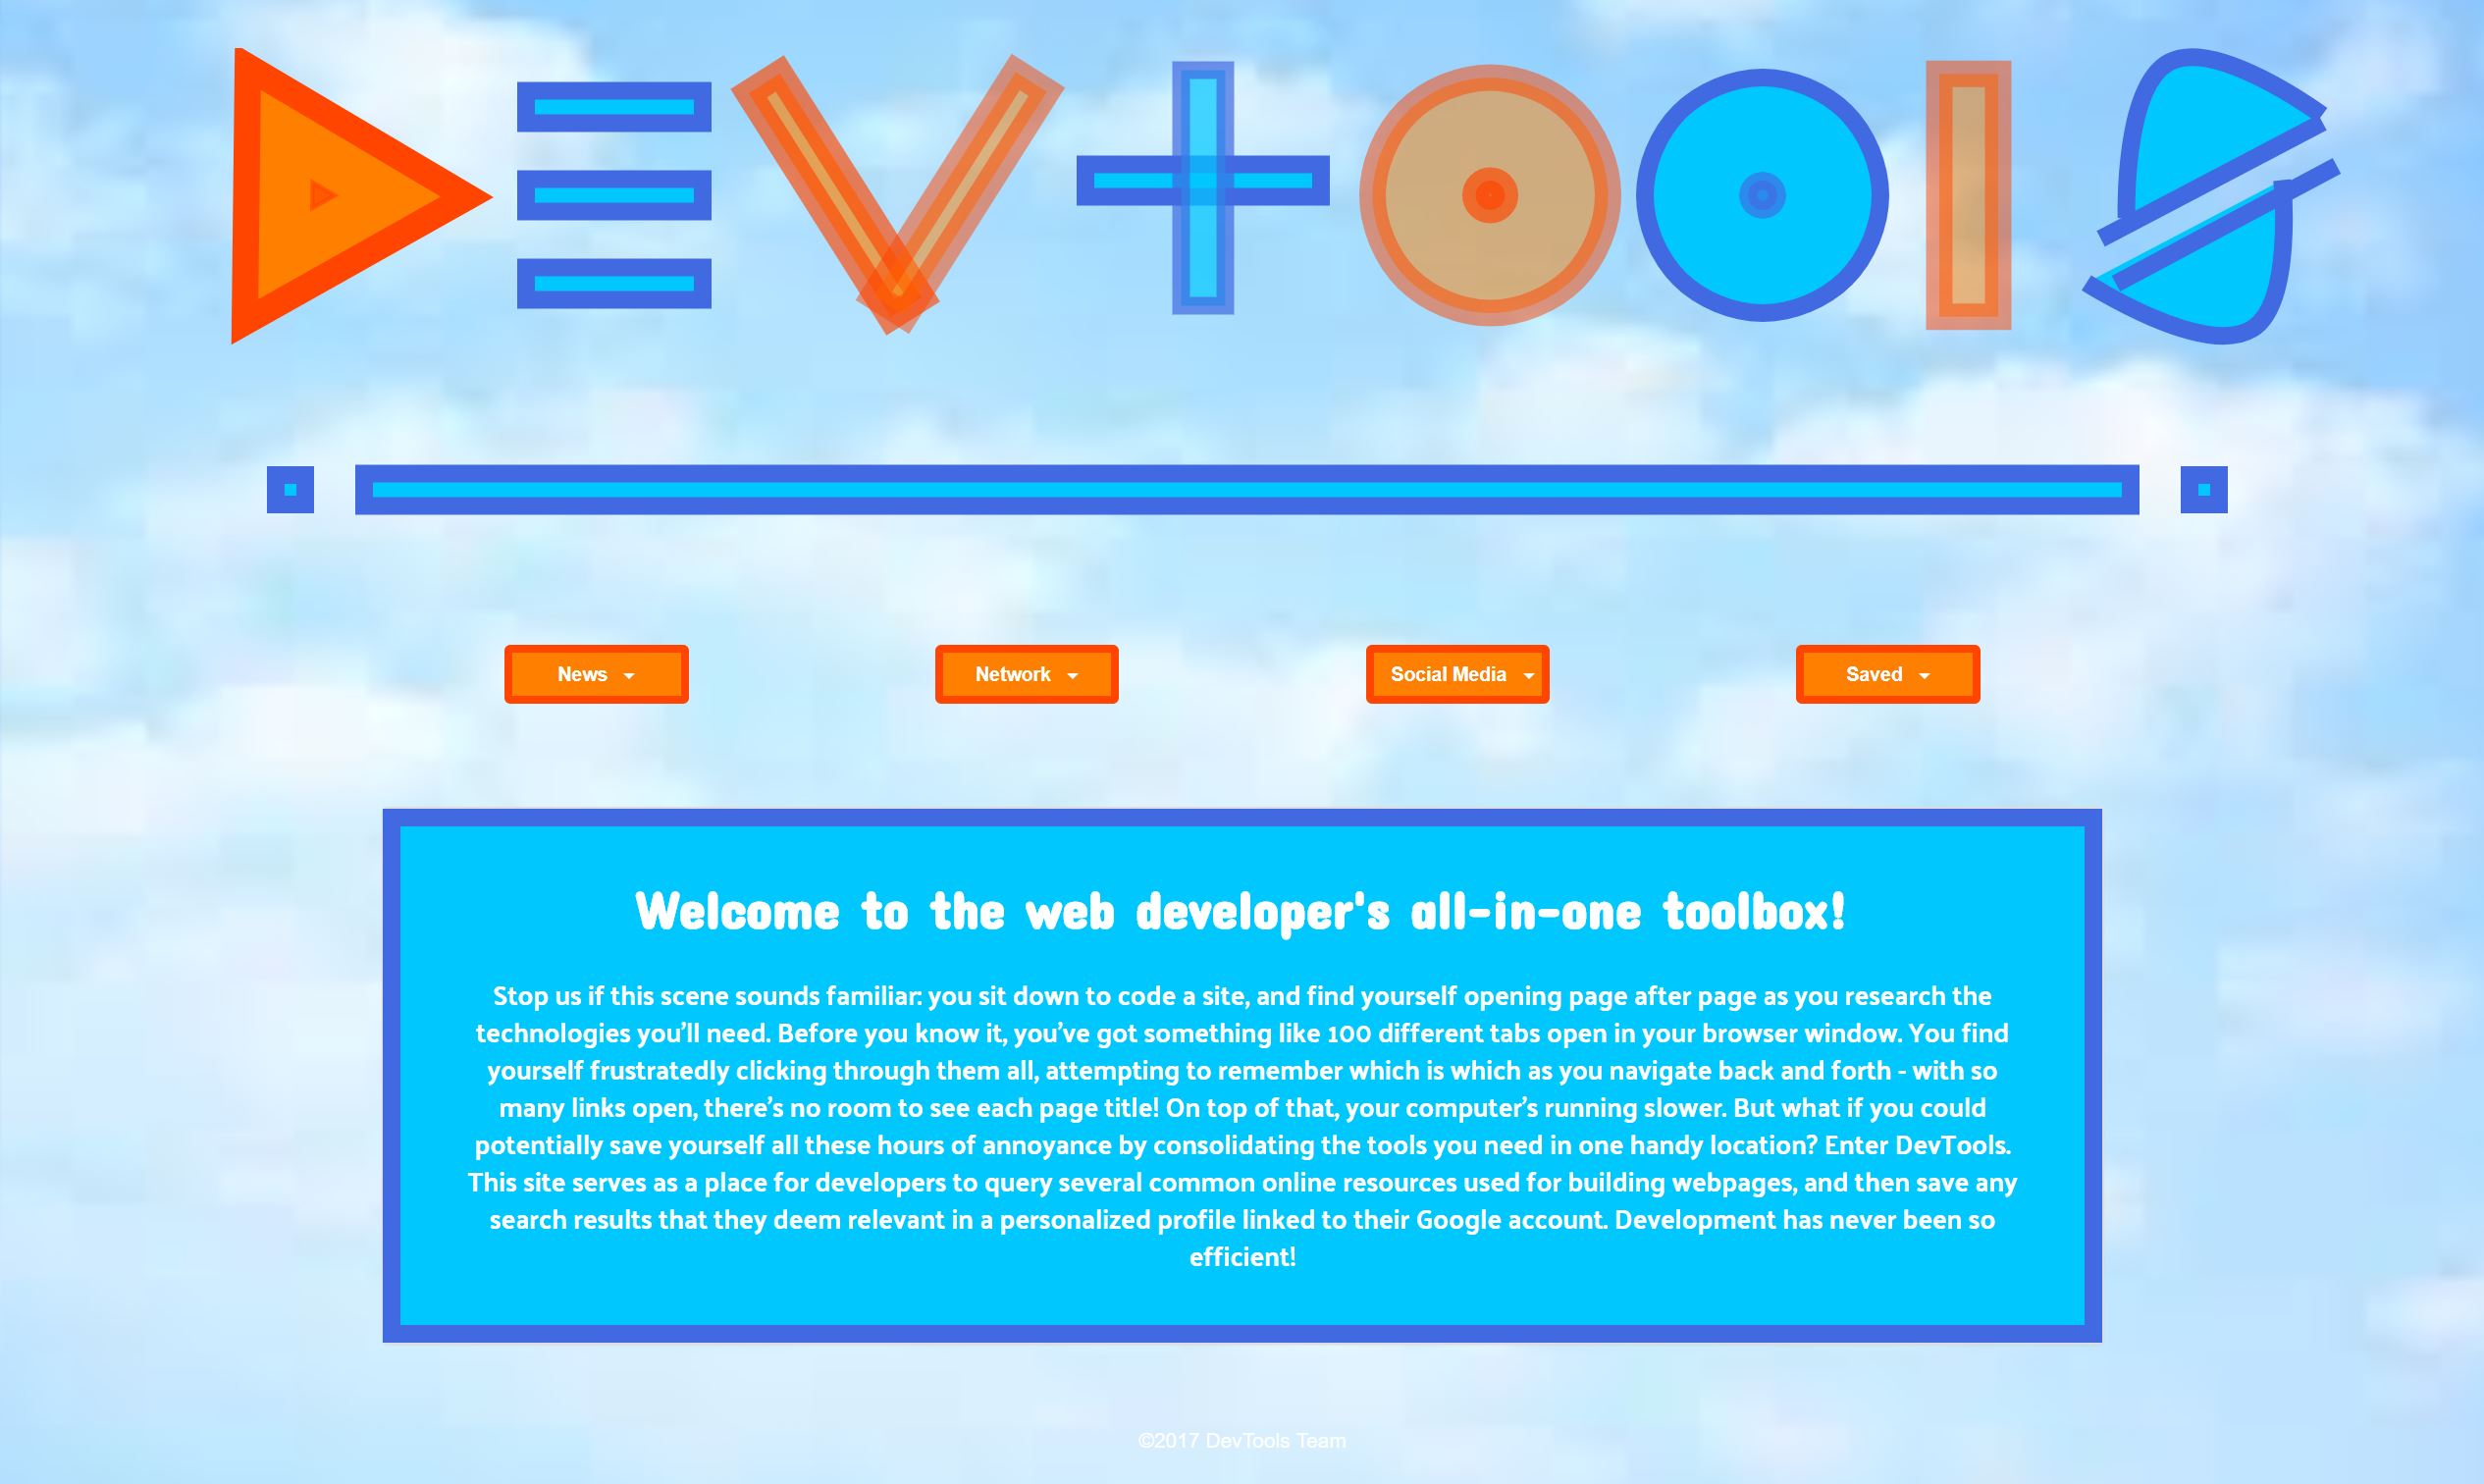 DEVTOOLS
News
Network
Social Media
Saved
Welcome to the web developer's all-in-one toolbox!
Stop us if this scene sounds familiar: you sit down to code a site, and find yourself opening page after page as you research the
technologies you’ll need. Before you know it, you’ve got something like 100 different tabs open in your browser window. You find
yourself frustratedly clicking through them all, attempting to remember which is which as you navigate back and forth - with so
many links open, there’s no room to see each page title! On top of that, your computer’s running slower. But what if you could
potentially save yourself all these hours of annoyance by consolidating the tools you need in one handy location? Enter DevTools.
This site serves as a place for developers to query several common online resources used for building webpages, and then save any
search results that they deem relevant in a personalized profile linked to their Google account. Development has never been so
efficient!
©2017 DevTools Team